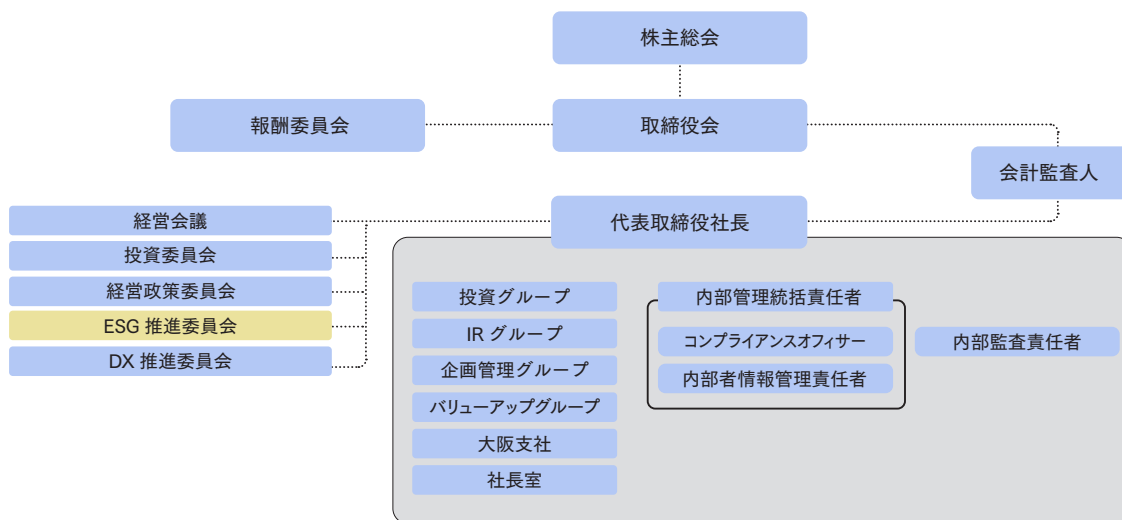 株主総会
報酬委員会
取締役会
会計監査人
代表取締役社長
経営会議
投資委員会
経営政策委員会
ESG 推進委員会
DX 推進委員会
投資グループ
IR グループ
企画管理グループ
バリューアップグループ
大阪支社
社長室
内部管理統括責任者
コンプライアンスオフィサー
内部者情報管理責任者
内部監査責任者